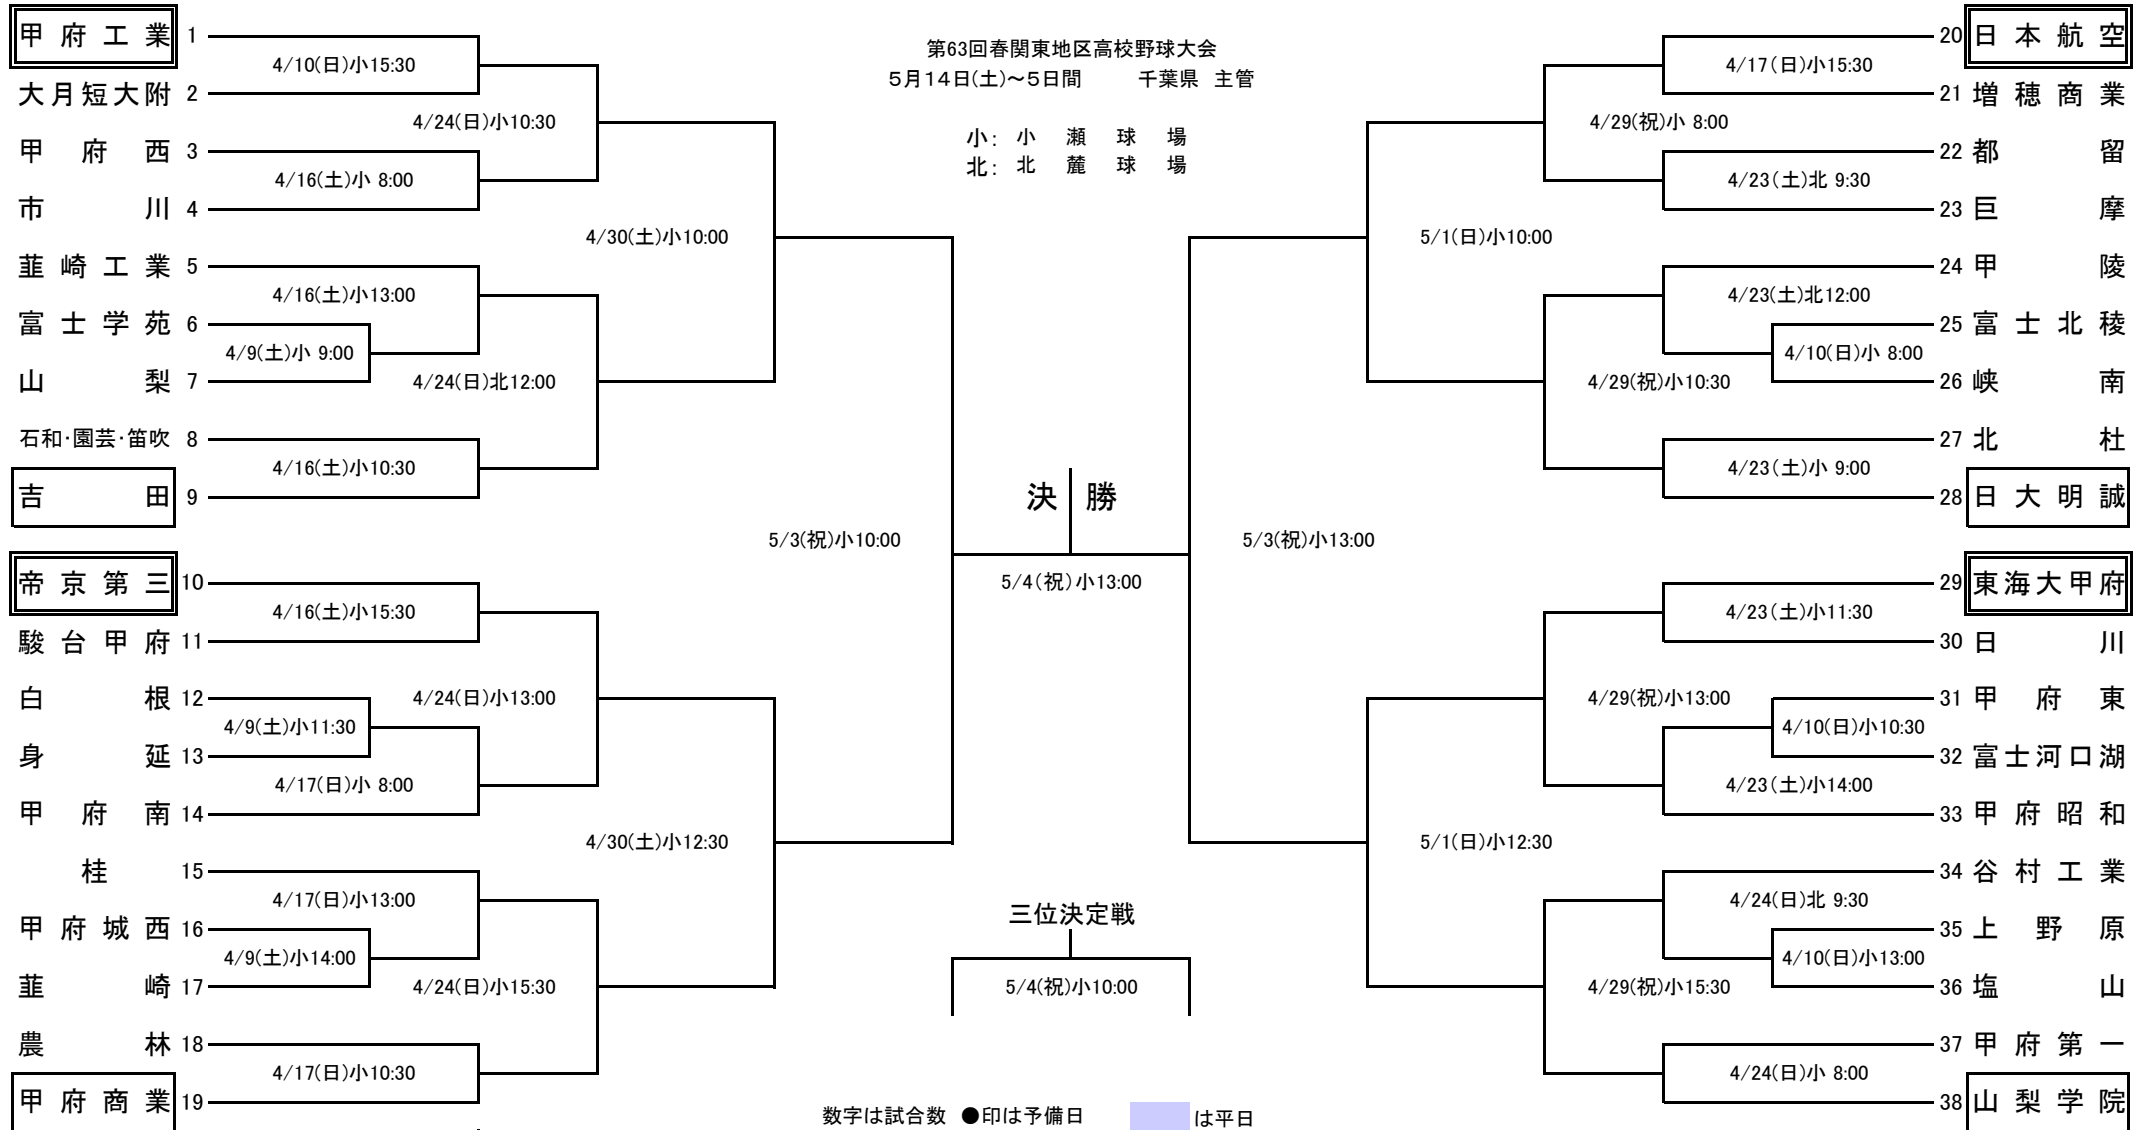 第63回春関東地区高校野球大会
５月１４日(土)～５日間　千葉県 主管
小: 小瀬球場
北: 北麓球場
甲府工業 1
4/10(日)小15:30
大月短大附 2
4/24(日)小10:30
甲府西 3
4/16(土)小 8:00
市川 4
4/30(土)小10:00
韮崎工業 5
4/16(土)小13:00
富士学苑 6
4/9(土)小 9:00
山梨 7
4/24(日)北12:00
石和・園芸・笛吹 8
4/16(土)小10:30
吉田 9
5/3(祝)小10:00
帝京第三 10
4/16(土)小15:30
駿台甲府 11
白根 12
4/24(日)小13:00
4/9(土)小11:30
身延 13
4/17(日)小 8:00
甲府南 14
4/30(土)小12:30
桂 15
4/17(日)小13:00
甲府城西 16
4/9(土)小14:00
韮崎 17
4/24(日)小15:30
農林 18
4/17(日)小10:30
甲府商業 19
決勝
5/4(祝)小13:00
三位決定戦
5/4(祝)小10:00
20 日本航空
4/17(日)小15:30
21 増穂商業
4/29(祝)小 8:00
22 都留
4/23(土)北 9:30
23 巨摩
5/1(日)小10:00
24 甲陵
4/23(土)北12:00
25 富士北稜
4/10(日)小 8:00
26 峡南
4/29(祝)小10:30
27 北杜
4/23(土)小 9:00
28 日大明誠
5/3(祝)小13:00
29 東海大甲府
4/23(土)小11:30
30 日川
4/29(祝)小13:00
31 甲府東
4/10(日)小10:30
32 富士河口湖
4/23(土)小14:00
33 甲府昭和
5/1(日)小12:30
34 谷村工業
4/24(日)北 9:30
35 上野原
4/10(日)小13:00
36 塩山
4/29(祝)小15:30
37 甲府第一
4/24(日)小 8:00
38 山梨学院
数字は試合数 ●印は予備日　は平日